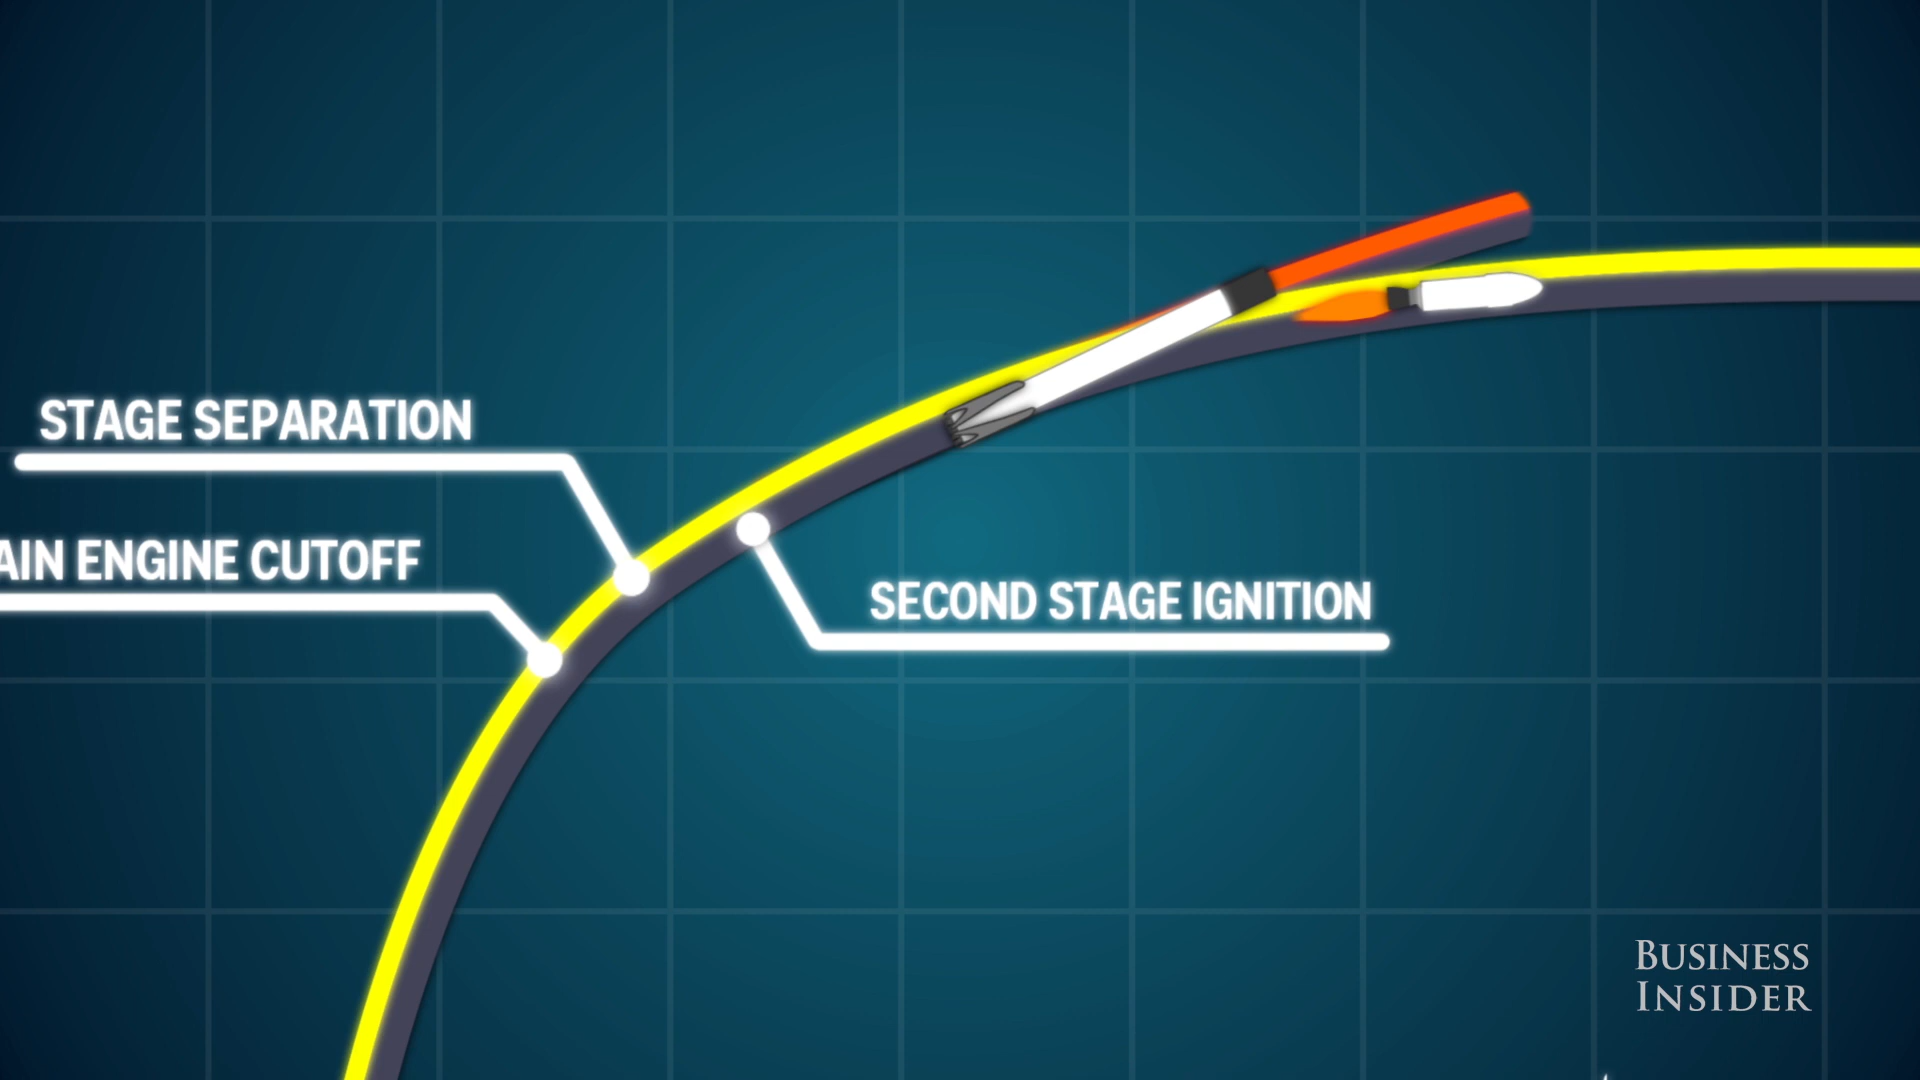 STAGE SEPARATION
AIN ENGINE CUTOFF
SECOND STAGE IGNITION
BUSINESS
INSIDER